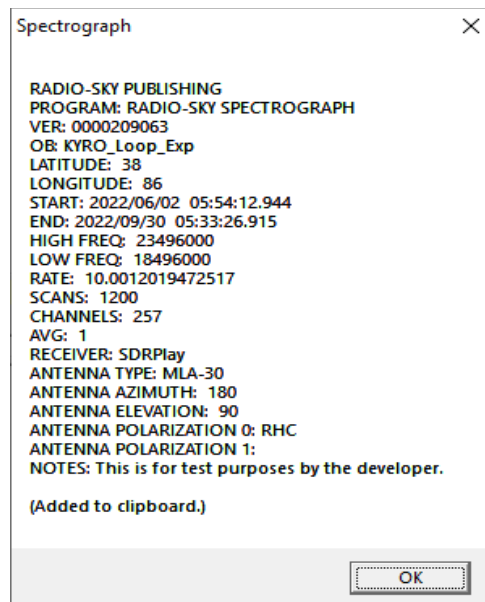 Spectrograph
RADIO-SKY PUBLISHING
PROGRAM: RADIO-SKY SPECTROGRAPH
VER: 0000209063
OB: KYRO_Loop_Exp
LATITUDE:  38
LONGITUDE:  86
START: 2022/06/02  05:54:12.944
END: 2022/09/30  05:33:26.915
HIGH FREQ:  23496000
LOW FREQ:  18496000
RATE:  10.0012019472517
SCANS:  1200
CHANNELS:  257
AVG:  1
RECEIVER: SDRPlay
ANTENNA TYPE: MLA-30
ANTENNA AZIMUTH:  180
ANTENNA ELEVATION:  90
ANTENNA POLARIZATION 0: RHC
ANTENNA POLARIZATION 1:
NOTES: This is for test purposes by the developer.
(Added to clipboard.)
OK